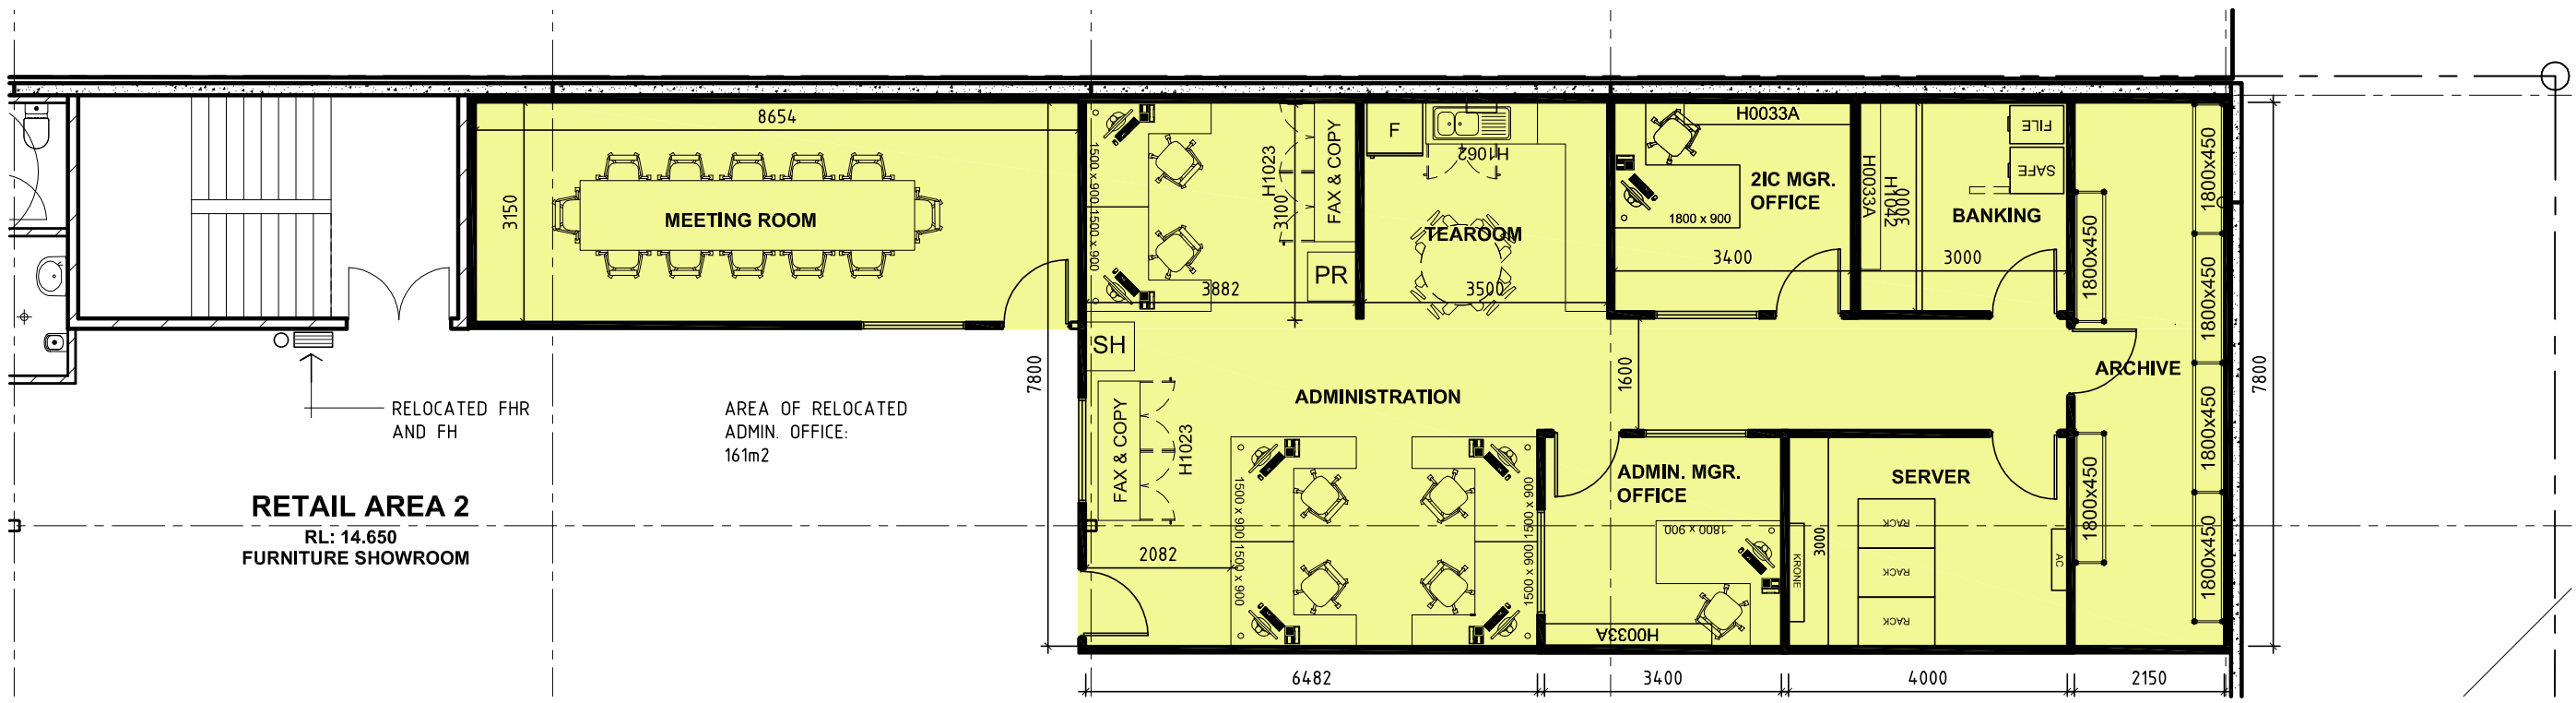 8654
3150
MEETING ROOM
1500 x 900
1500 x 900
H1023
3100
FAX & COPY
PR
3882
F
H1062
TEAROOM
3500
H0033A
2IC MGR.
OFFICE
1800 x 900
3400
H0033A
H1042
3000
FILE
SAFE
BANKING
3000
1800x450
1800x450
1800x450
1800x450
1800x450
1800x450
ARCHIVE
7800
7800
SH
1600
ADMINISTRATION
FAX & COPY
H1023
2082
1500 x 900
1500 x 900
1500 x 900
1500 x 900
ADMIN. MGR.
OFFICE
1800 x 900
H0033A
KRONE
3000
SERVER
RACK
RACK
RACK
AC
RELOCATED FHR
AND FH
AREA OF RELOCATED
ADMIN. OFFICE:
161m2
RETAIL AREA 2
RL: 14.650
FURNITURE SHOWROOM
6482
3400
4000
2150